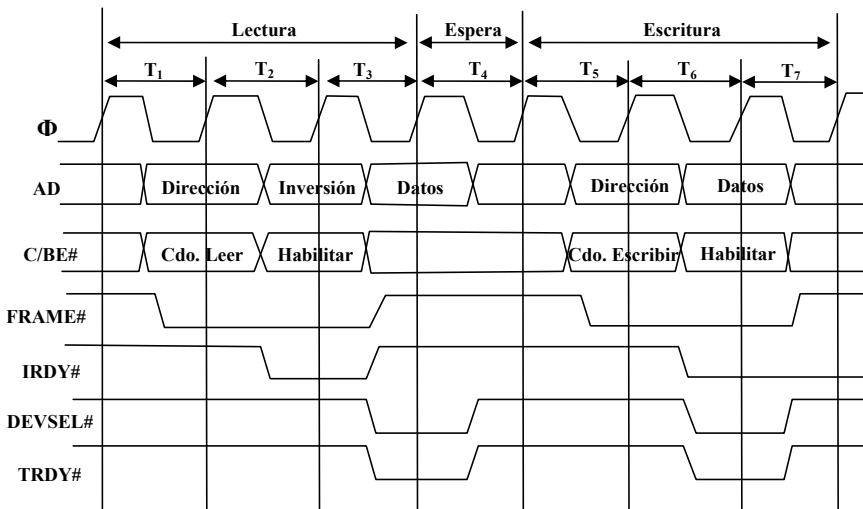 Lectura Espera Escritura
T₁ T₂ T₃ T₄ T₅ T₆ T₇
Φ
AD Dirección Inversión Datos Dirección Datos
C/BE# Cdo. Leer Habilitar Cdo. Escribir Habilitar
FRAME#
IRDY#
DEVSEL#
TRDY#